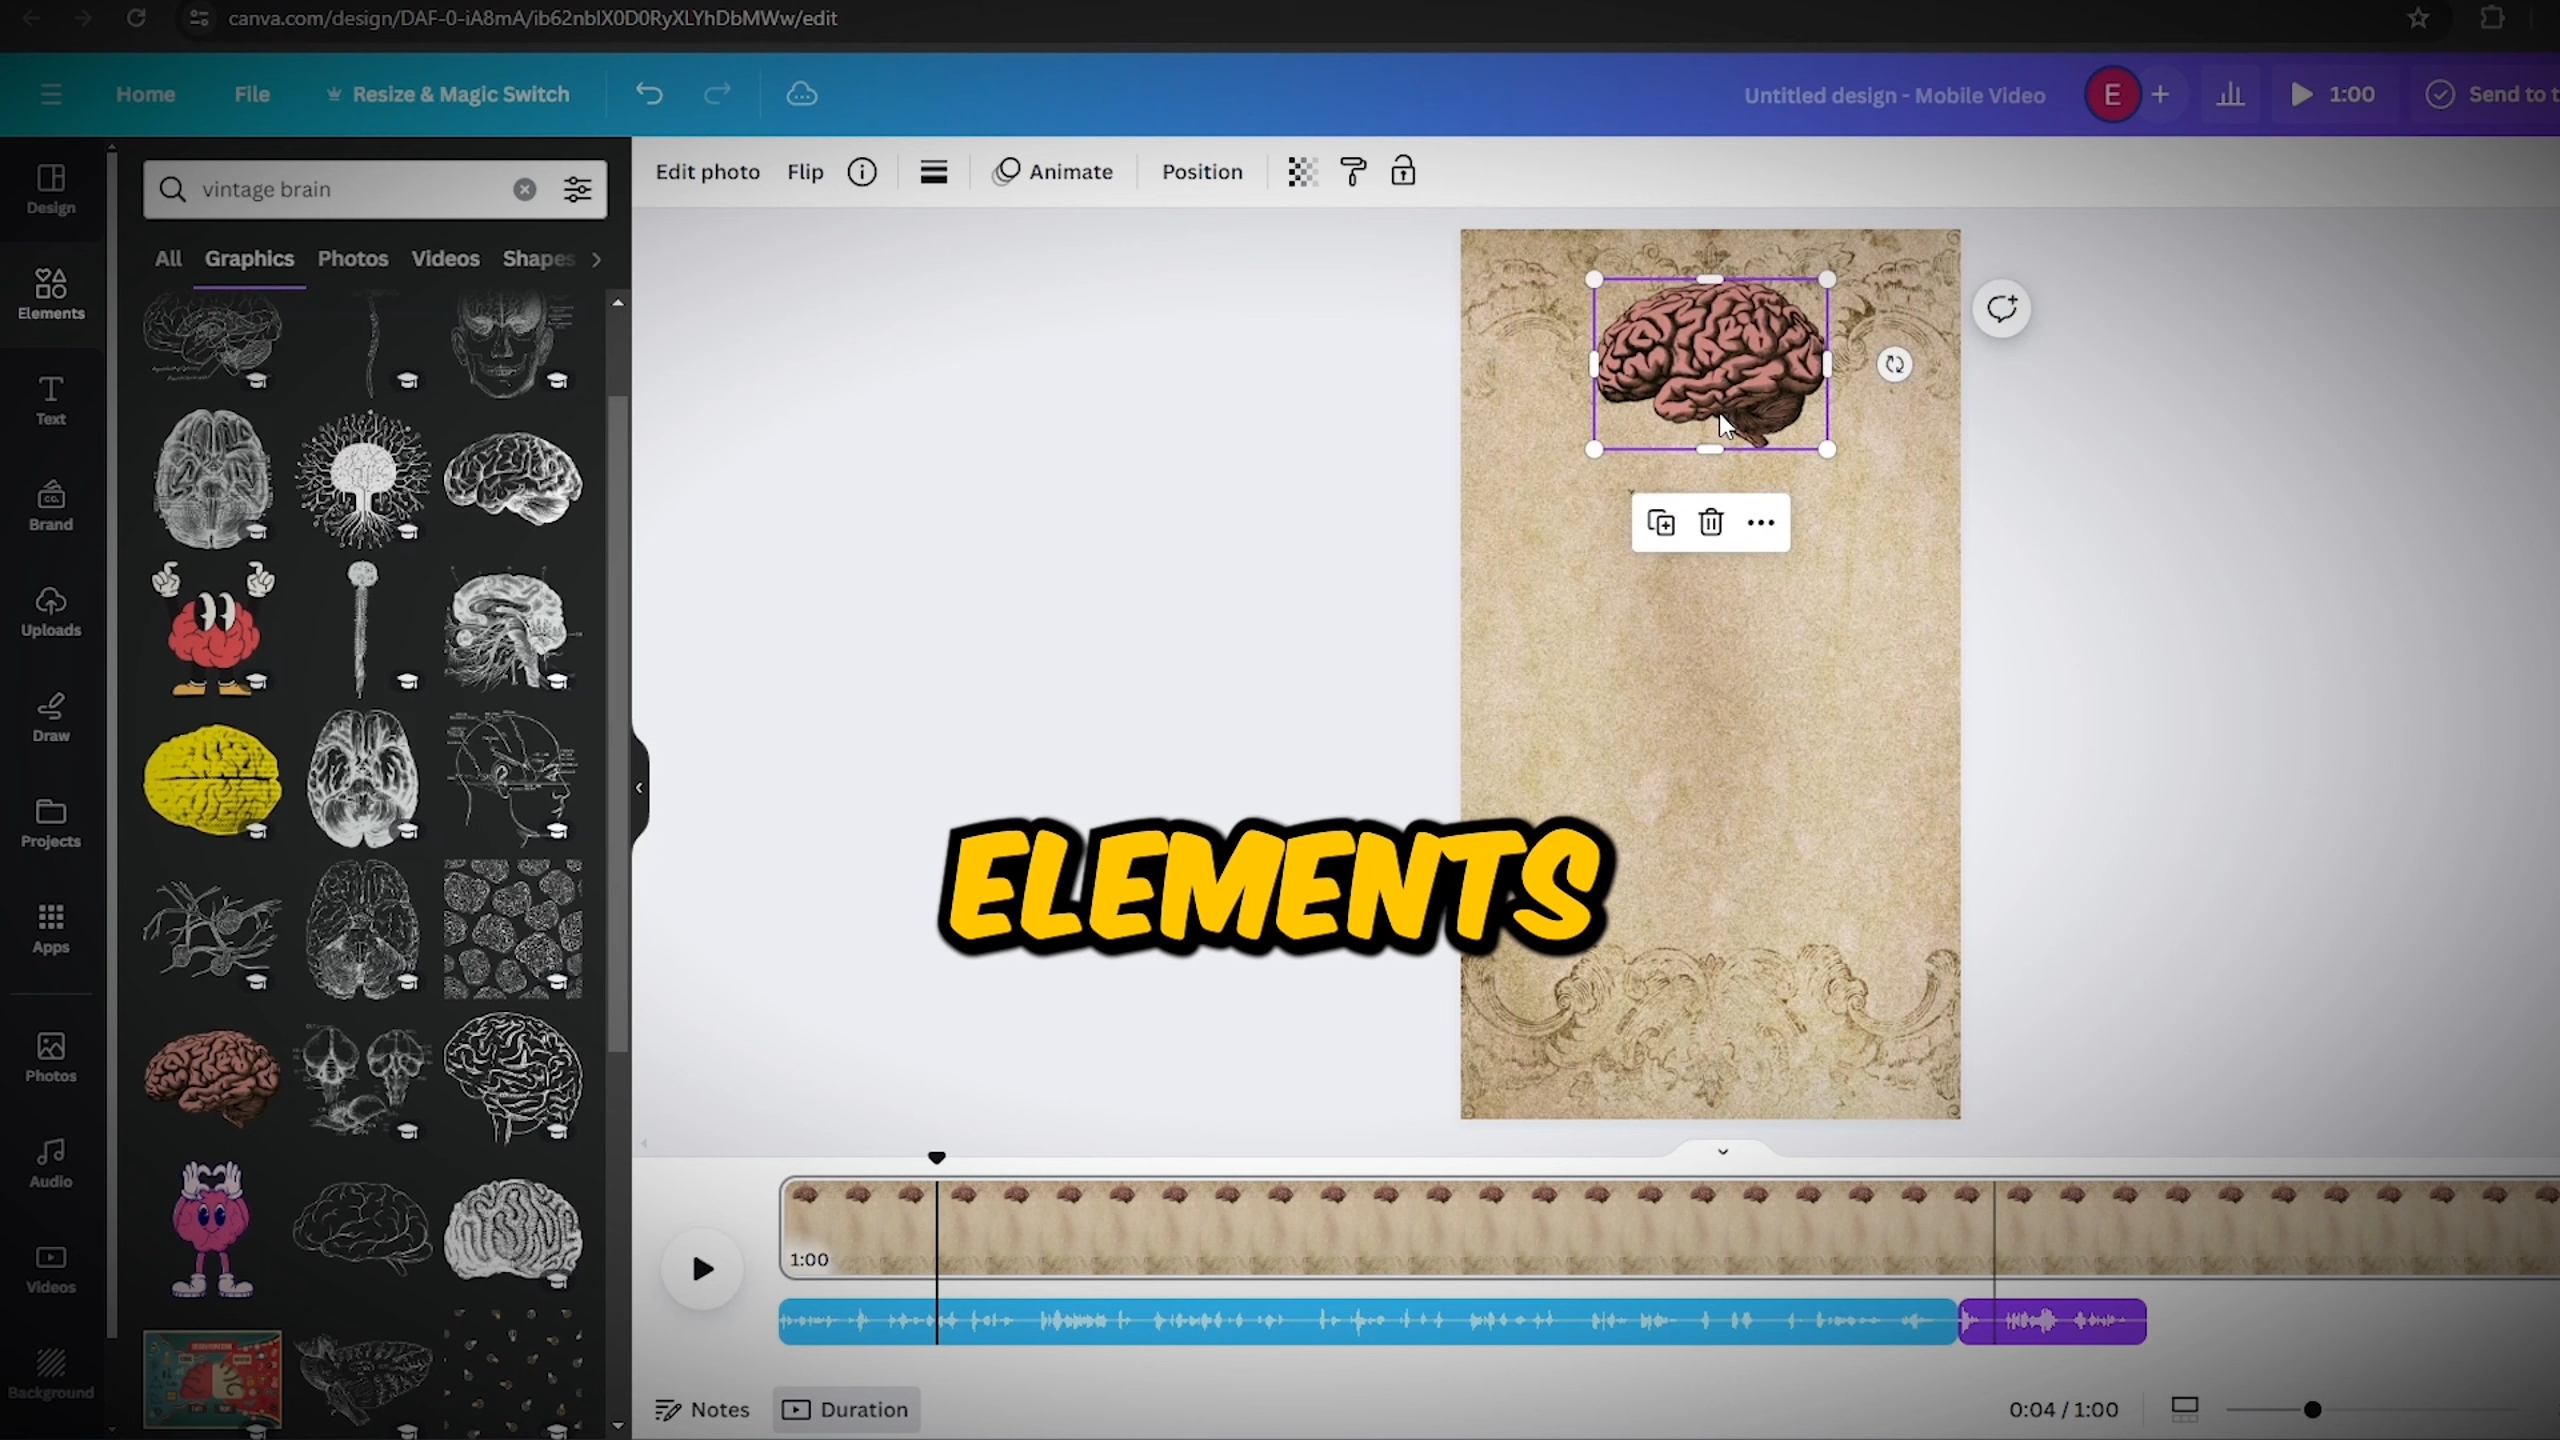 canva.com/design/DAF-0-iA8mA/ib62nbIX0D0RyXLYhDbMWw/edit
Home File Resize & Magic Switch Untitled design - Mobile Video E 1:00 Send to t
Design
Elements
Text
Brand
Uploads
Draw
Projects
Apps
Photos
Audio
Videos
Background
vintage brain
All Graphics Photos Videos Shapes
Edit photo Flip Animate Position
ELEMENTS
1:00
Notes Duration 0:04 / 1:00